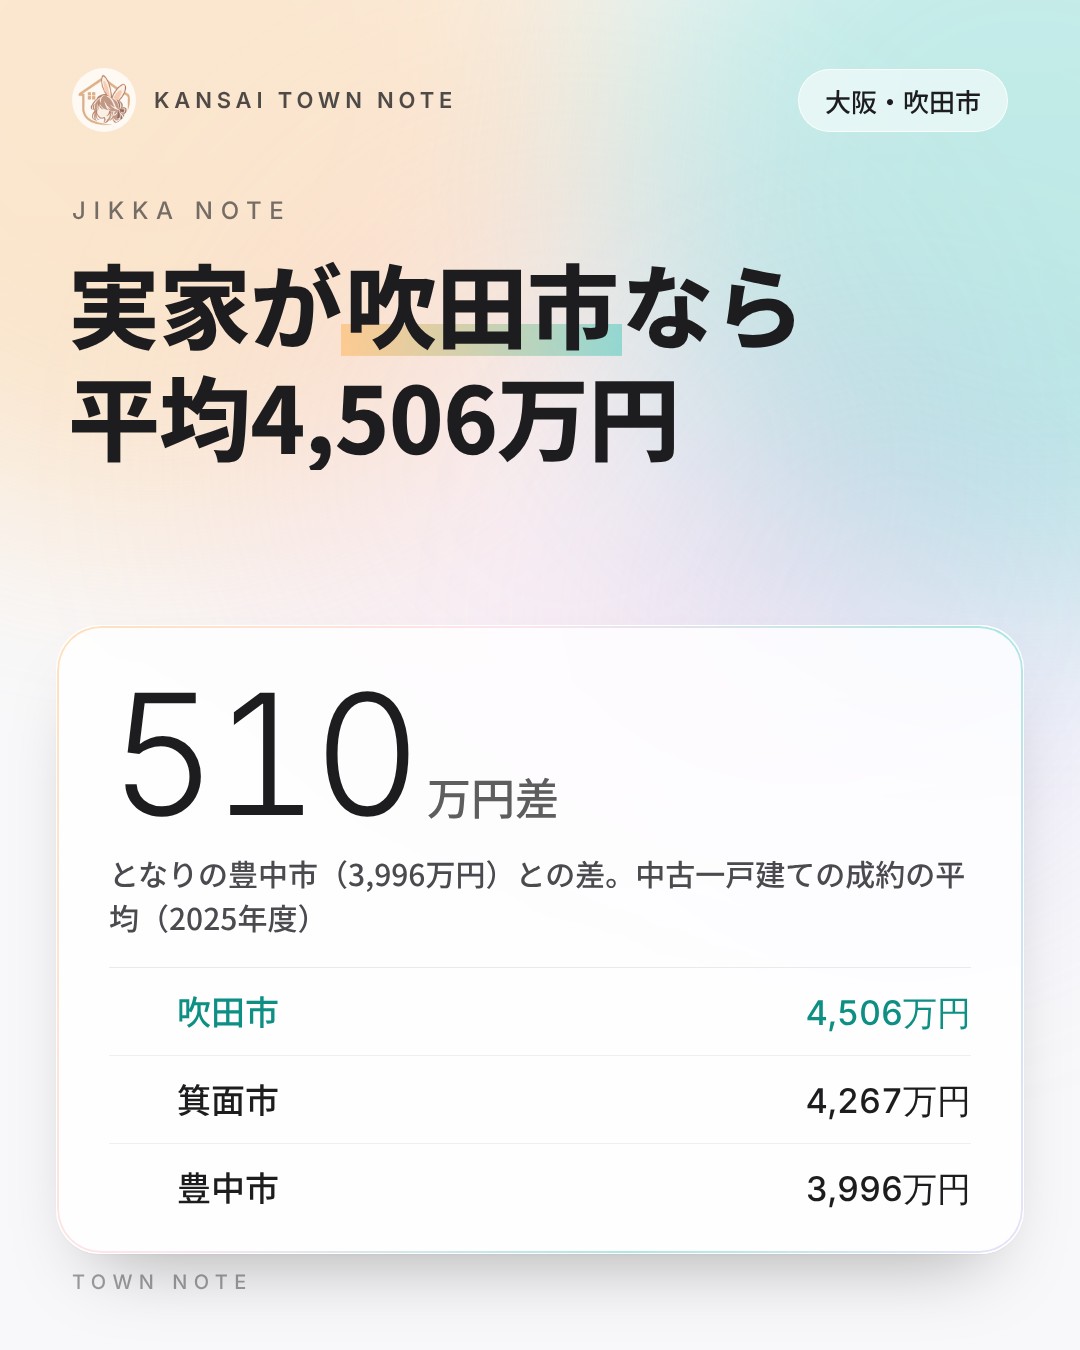 KANSAI TOWN NOTE
大阪・吹田市
JIKKA NOTE
実家が吹田市なら
平均4,506万円
510万円差
となりの豊中市（3,996万円）との差。中古一戸建ての成約の平
均（2025年度）
吹田市 4,506万円
箕面市 4,267万円
豊中市 3,996万円
TOWN NOTE